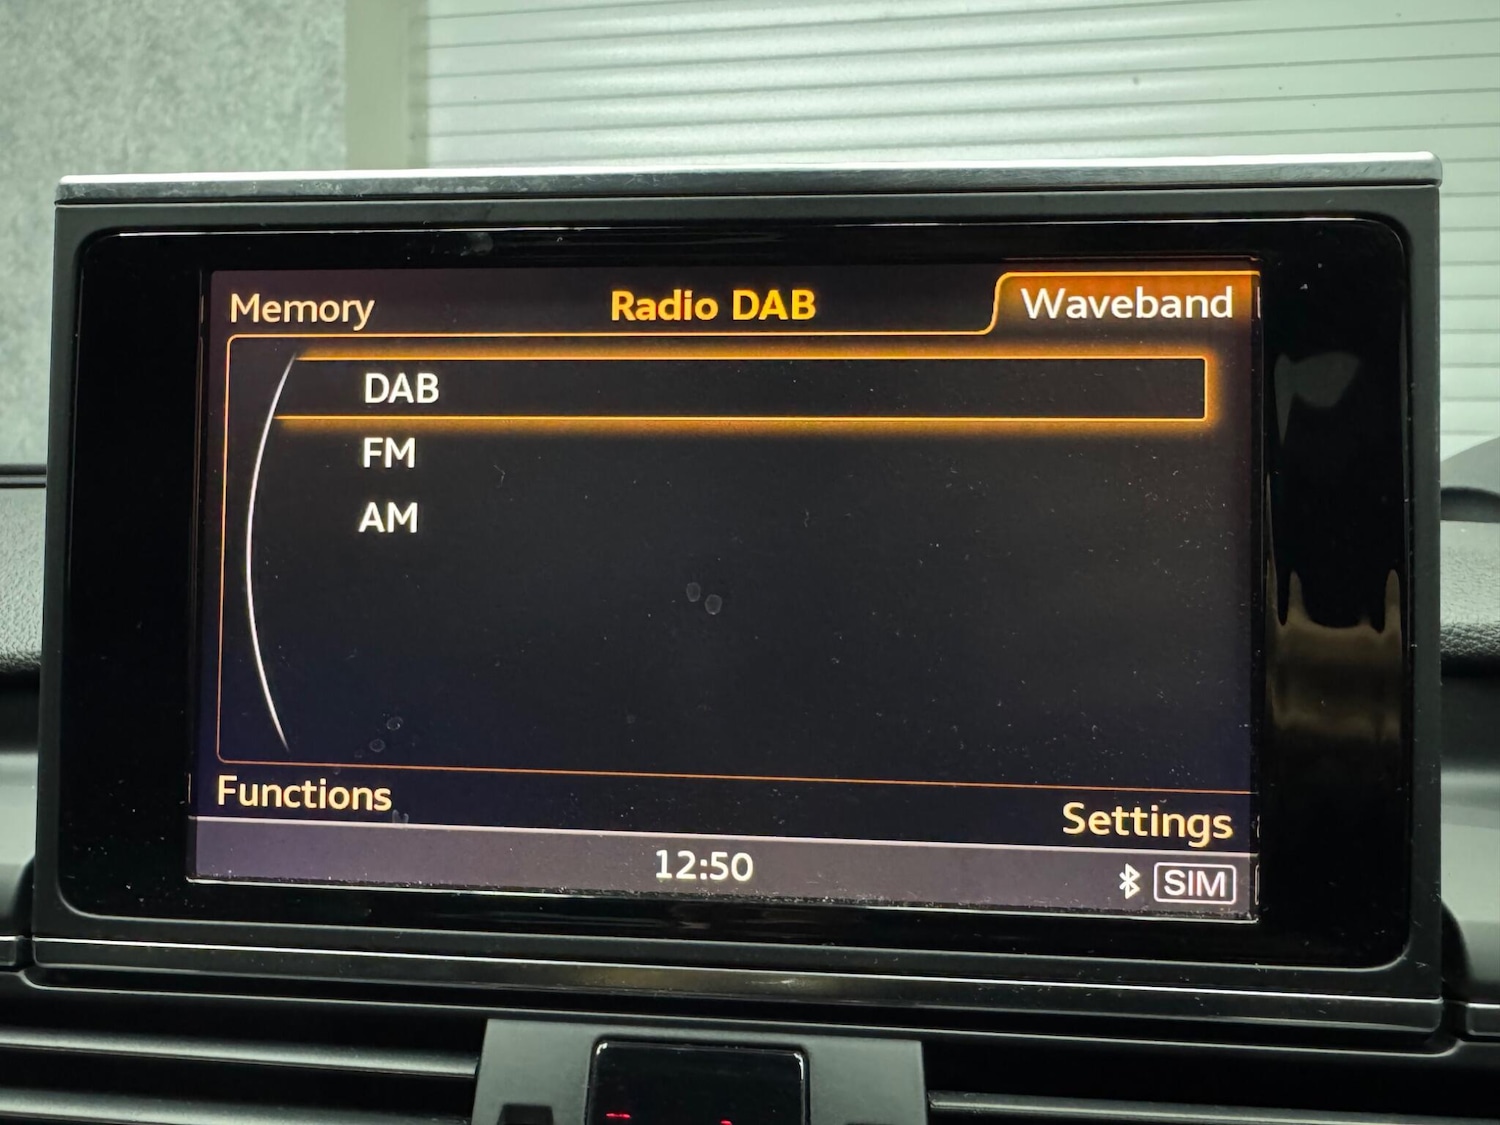 Memory
Radio DAB
Waveband
DAB
FM
AM
Functions
Settings
12:50
SIM